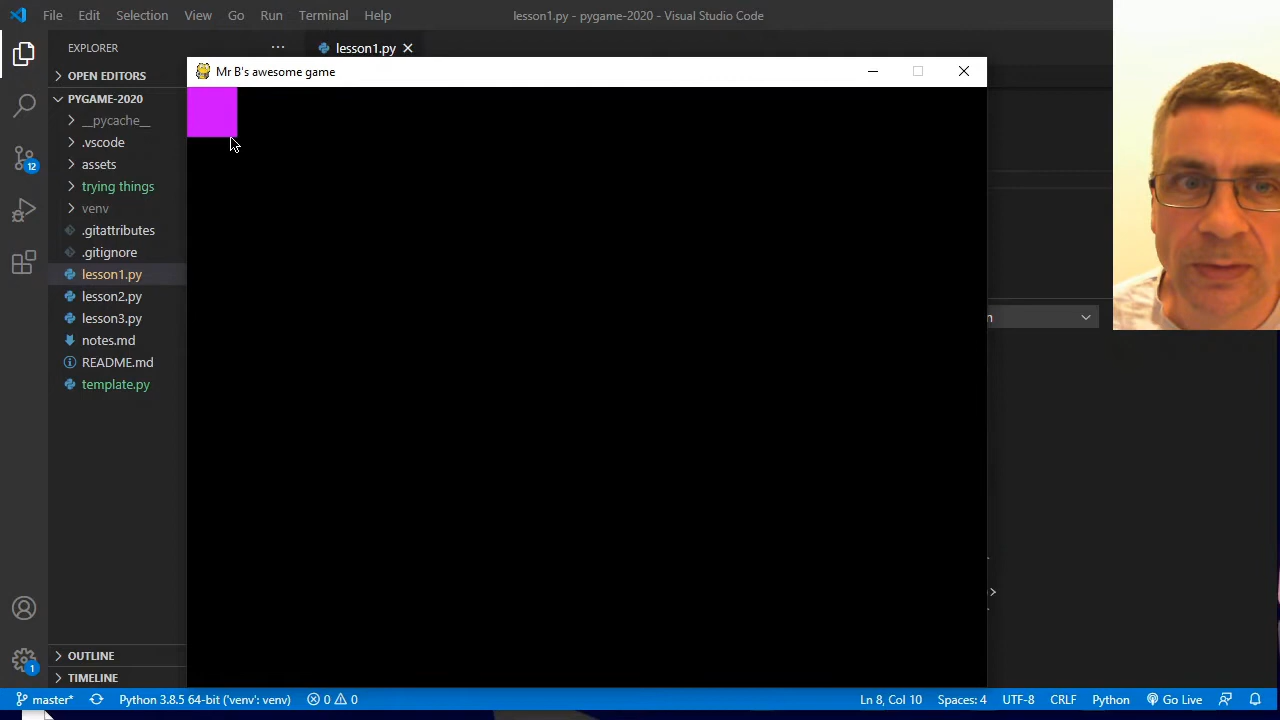 File Edit Selection View Go Run Terminal Help lesson1.py - pygame-2020 - Visual Studio Code
EXPLORER ··· lesson1.py
Mr B's awesome game
OPEN EDITORS
PYGAME-2020
__pycache__
.vscode
assets
trying things
venv
.gitattributes
.gitignore
lesson1.py
lesson2.py
lesson3.py
notes.md
README.md
template.py
n
12
1
OUTLINE
TIMELINE
master* Python 3.8.5 64-bit ('venv': venv) 0 0 Ln 8, Col 10 Spaces: 4 UTF-8 CRLF Python Go Live